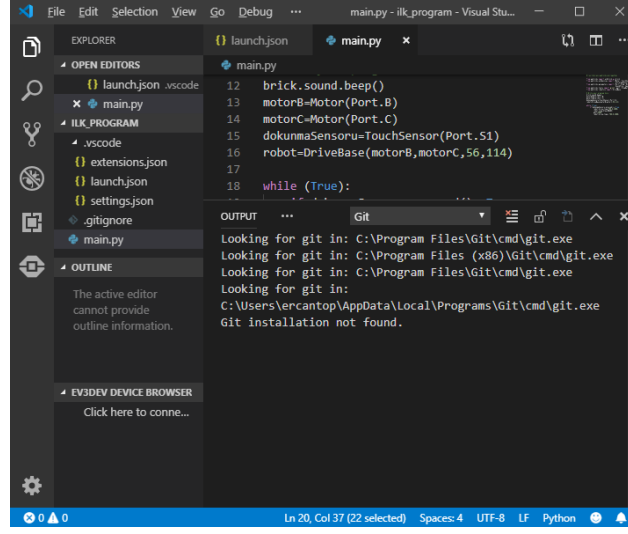 File Edit Selection View Go Debug ••• main.py - ilk_program - Visual Stu...
EXPLORER
OPEN EDITORS
{} launch.json .vscode
main.py
ILK_PROGRAM
.vscode
{} extensions.json
{} launch.json
{} settings.json
.gitignore
main.py
OUTLINE
The active editor
cannot provide
outline information.
EV3DEV DEVICE BROWSER
Click here to conne...
{} launch.json main.py
main.py
12 brick.sound.beep()
13 motorB=Motor(Port.B)
14 motorC=Motor(Port.C)
15 dokunmaSensoru=TouchSensor(Port.S1)
16 robot=DriveBase(motorB,motorC,56,114)
17
18 while (True):
OUTPUT ••• Git
Looking for git in: C:\Program Files\Git\cmd\git.exe
Looking for git in: C:\Program Files (x86)\Git\cmd\git.exe
Looking for git in: C:\Program Files\Git\cmd\git.exe
Looking for git in:
C:\Users\ercantop\AppData\Local\Programs\Git\cmd\git.exe
Git installation not found.
0 0 Ln 20, Col 37 (22 selected) Spaces: 4 UTF-8 LF Python